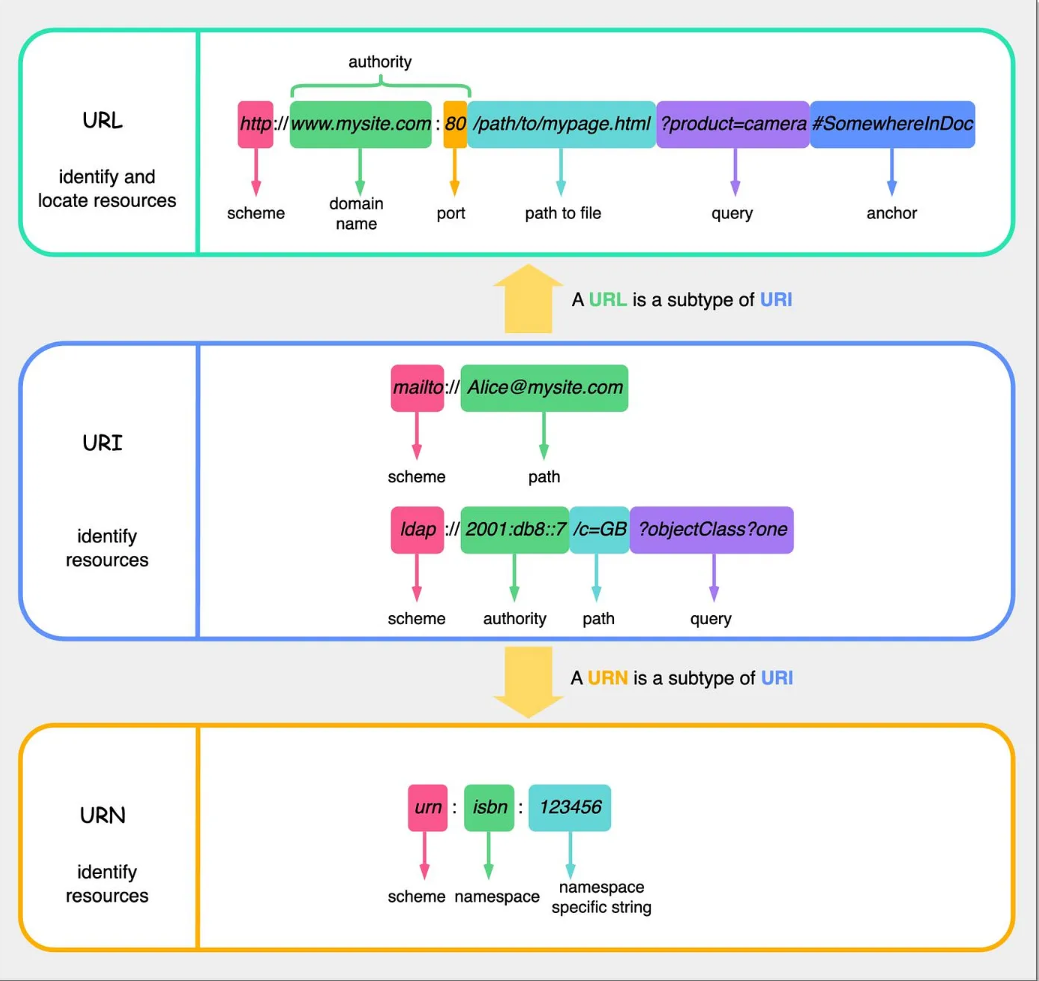 authority
URL
http://www.mysite.com:80/path/to/mypage.html?product=camera#SomewhereInDoc
identify and
locate resources
scheme
domain
name
port
path to file
query
anchor
A URL is a subtype of URI
mailto://Alice@mysite.com
URI
scheme
path
ldap://2001:db8::7/c=GB?objectClass?one
identify
resources
scheme
authority
path
query
A URN is a subtype of URI
URN
urn : isbn : 123456
identify
resources
scheme
namespace
namespace
specific string